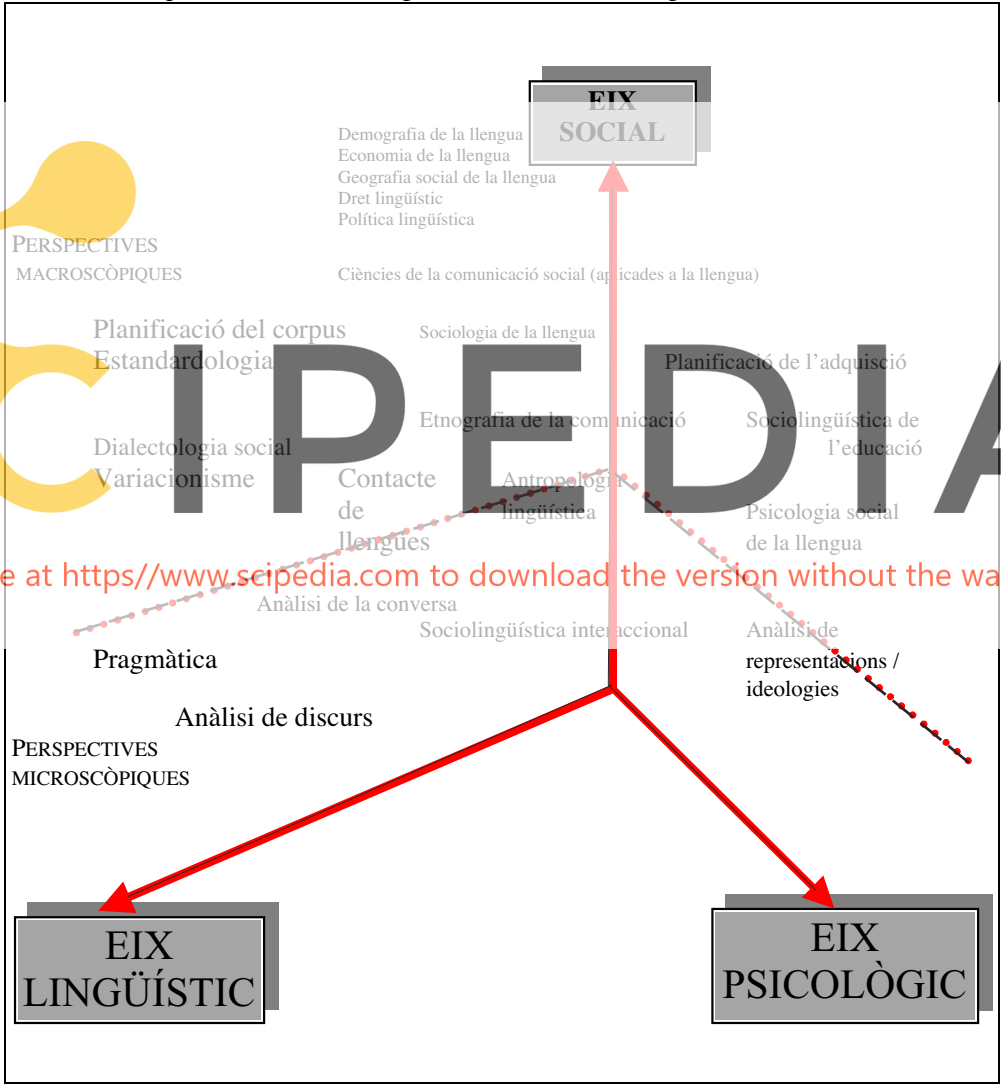 EIX
SOCIAL
Demografia de la llengua
Economia de la llengua
Geografia social de la llengua
Dret lingüístic
Política lingüística
PERSPECTIVES
MACROSCÒPIQUES
Ciències de la comunicació social (aplicades a la llengua)
Planificació del corpus
Estandardologia
Sociologia de la llengua
Planificació de l’adquisció
CIPEDIA
Etnografia de la comunicació
Sociolingüística de
l’educació
Dialectologia social
Variacionisme
Contacte
de
llengües
Antropologia
lingüística
Psicologia social
de la llengua
e at https//www.scipedia.com to download the version without the wa
Anàlisi de la conversa
Sociolingüística interaccional
Anàlisi de
representacions /
ideologies
Pragmàtica
Anàlisi de discurs
PERSPECTIVES
MICROSCÒPIQUES
EIX
LINGÜÍSTIC
EIX
PSICOLÒGIC